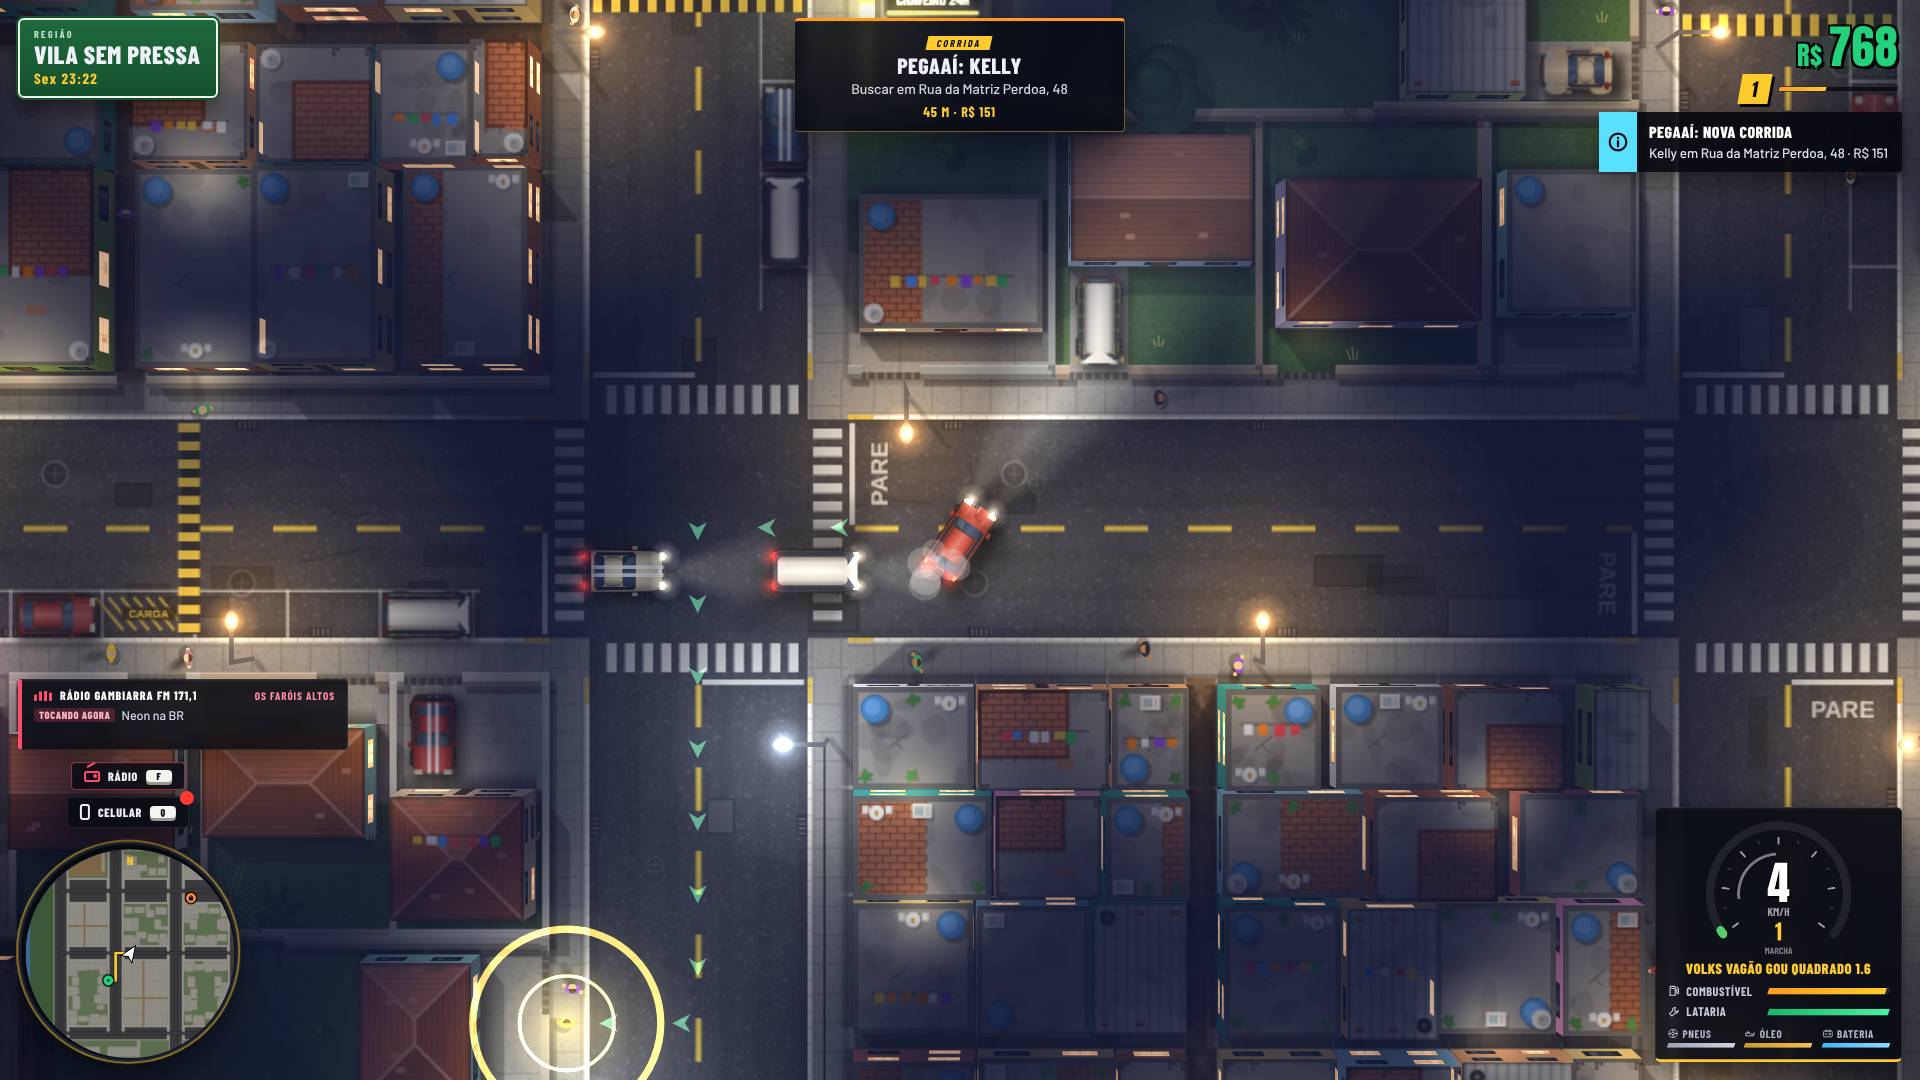 REGIÃO
VILA SEM PRESSA
Sex 23:22
CORRIDA
PEGAAÍ: KELLY
Buscar em Rua da Matriz Perdoa, 48
45 M · R$ 151
R$ 768
1
PEGAAÍ: NOVA CORRIDA
Kelly em Rua da Matriz Perdoa, 48 · R$ 151
PARE
PARE
CARGA
PARE
RÁDIO GAMBIARRA FM 171,1
OS FARÓIS ALTOS
TOCANDO AGORA Neon na BR
RÁDIO F
CELULAR Q
N
4
KM/H
1
MARCHA
VOLKS VAGÃO GOU QUADRADO 1.6
COMBUSTÍVEL
LATARIA
PNEUS
ÓLEO
BATERIA